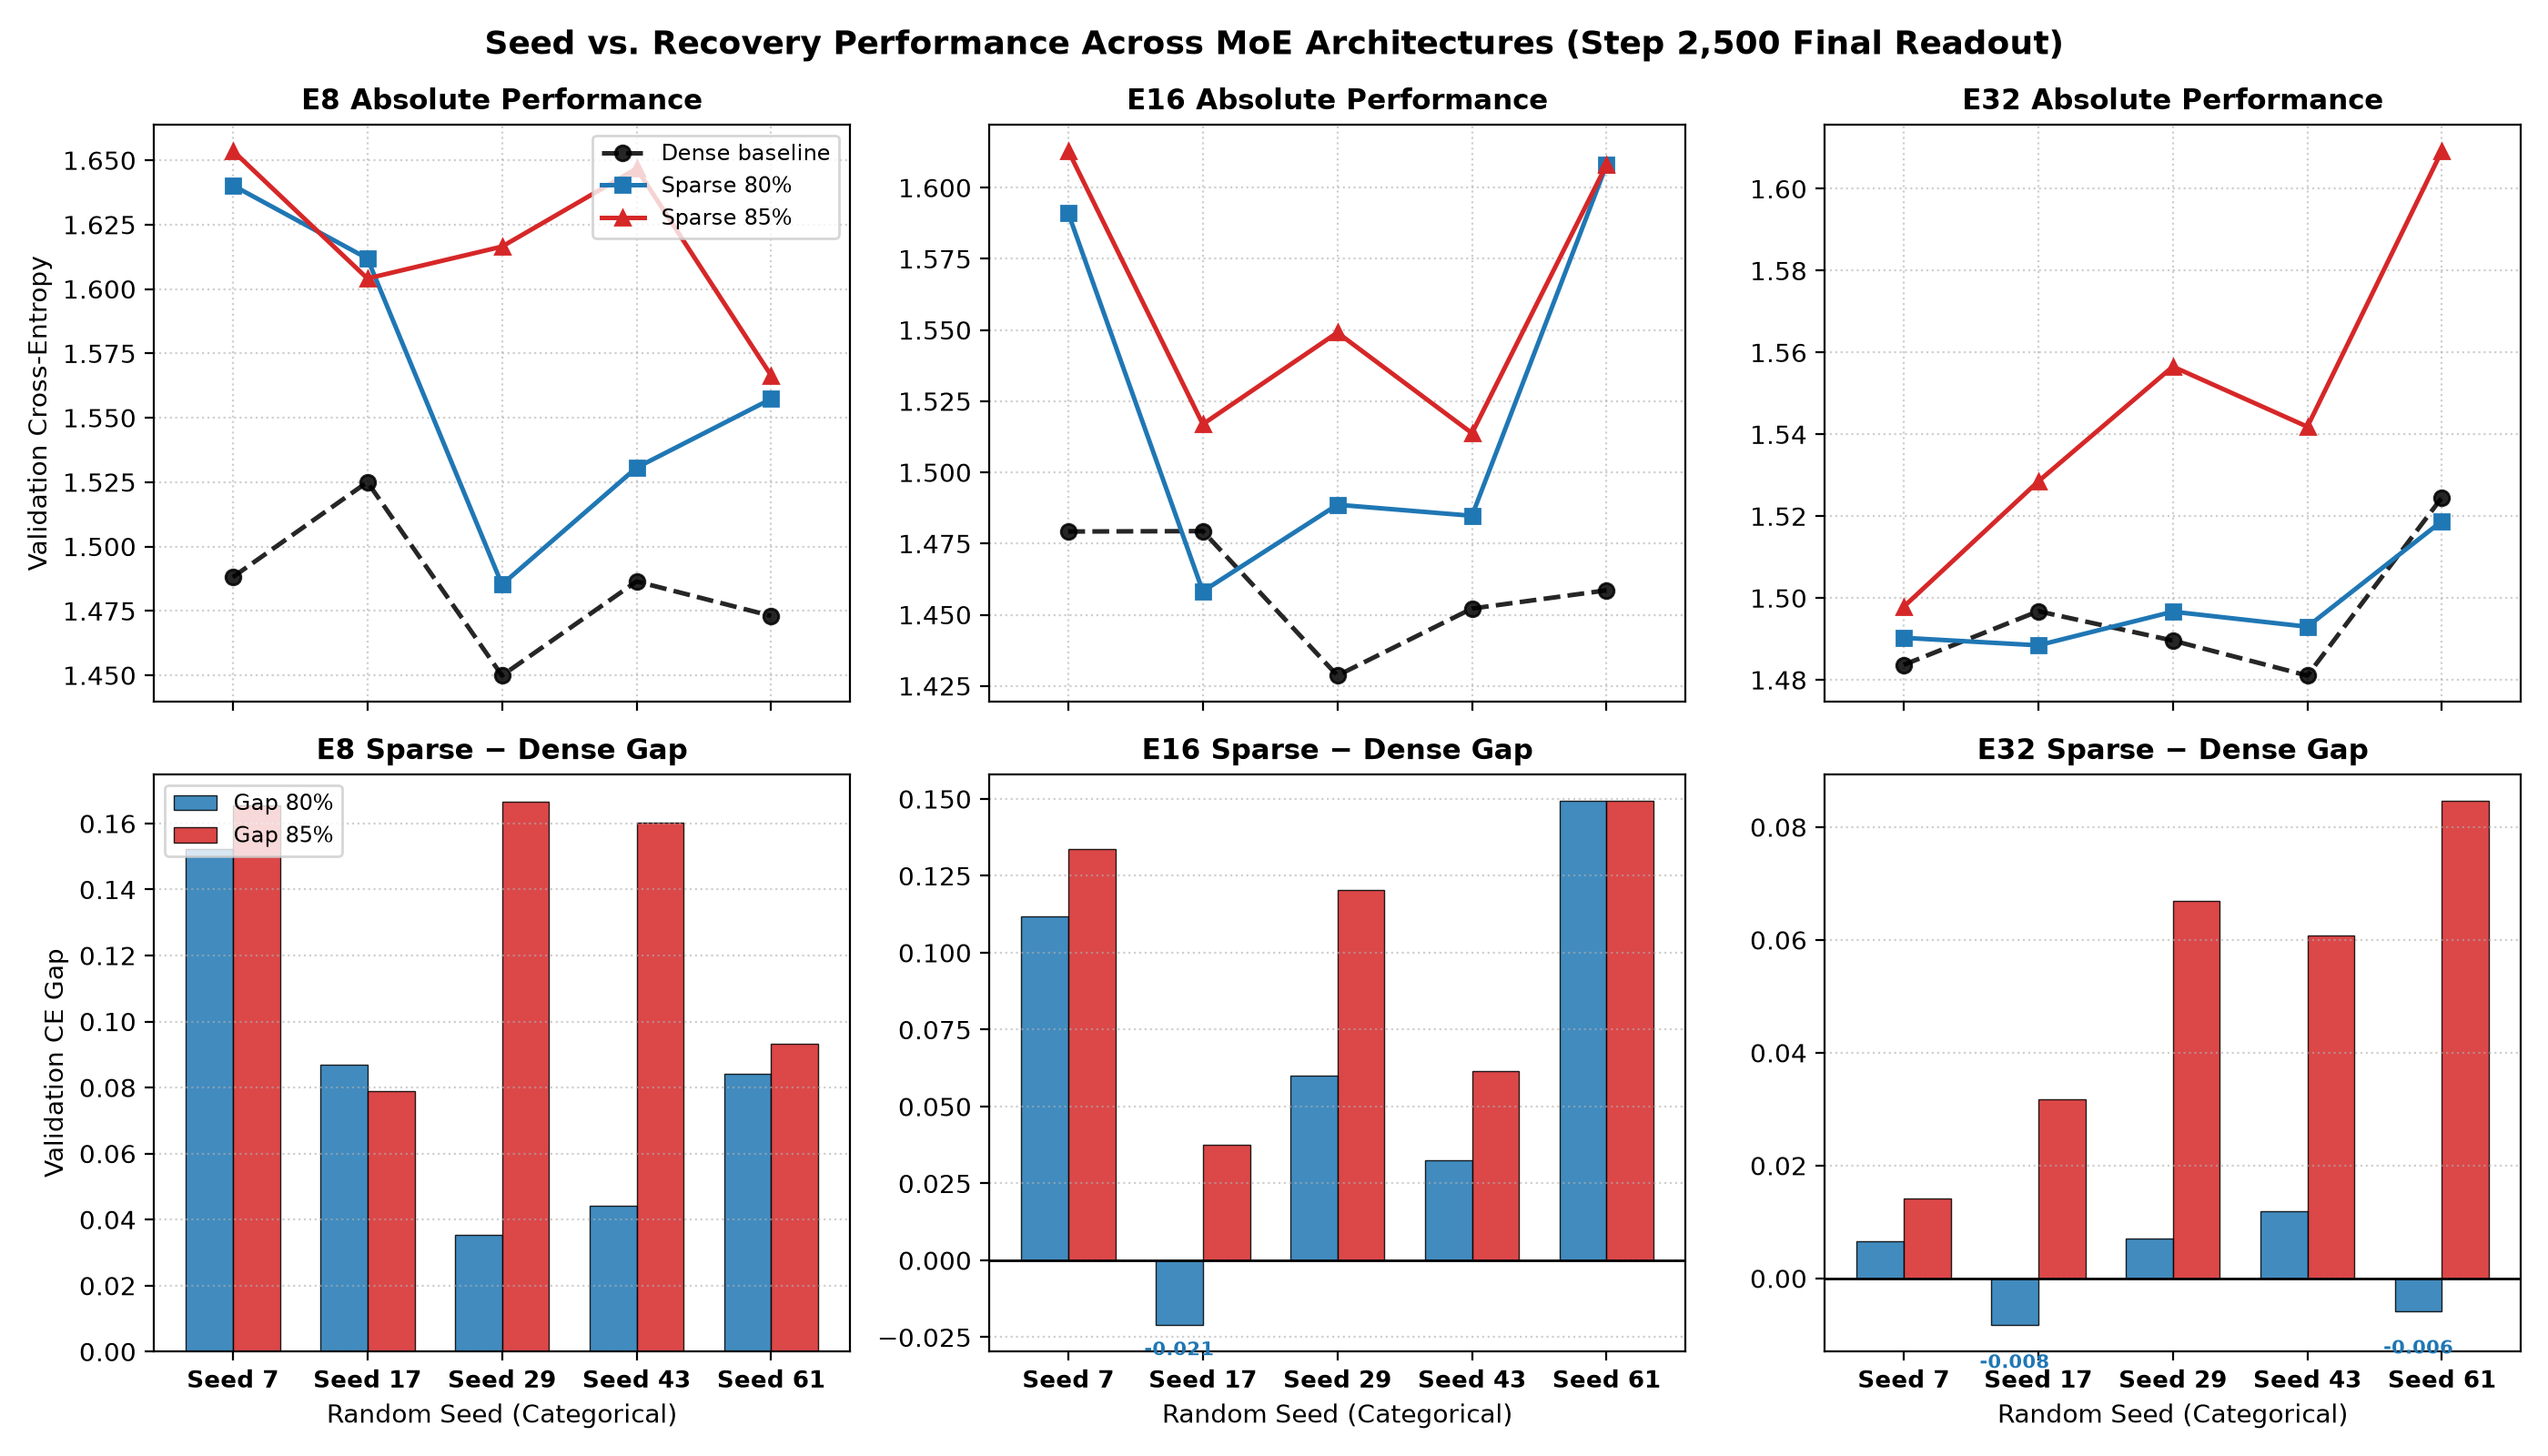 Seed vs. Recovery Performance Across MoE Architectures (Step 2,500 Final Readout)
E8 Absolute Performance
Validation Cross-Entropy
1.650
1.625
1.600
1.575
1.550
1.525
1.500
1.475
1.450
Dense baseline
Sparse 80%
Sparse 85%
E16 Absolute Performance
1.600
1.575
1.550
1.525
1.500
1.475
1.450
1.425
E32 Absolute Performance
1.60
1.58
1.56
1.54
1.52
1.50
1.48
E8 Sparse − Dense Gap
Validation CE Gap
0.16
0.14
0.12
0.10
0.08
0.06
0.04
0.02
0.00
Gap 80%
Gap 85%
Seed 7 Seed 17 Seed 29 Seed 43 Seed 61
Random Seed (Categorical)
E16 Sparse − Dense Gap
0.150
0.125
0.100
0.075
0.050
0.025
0.000
−0.025
-0.021
Seed 7 Seed 17 Seed 29 Seed 43 Seed 61
Random Seed (Categorical)
E32 Sparse − Dense Gap
0.08
0.06
0.04
0.02
0.00
-0.008
-0.006
Seed 7 Seed 17 Seed 29 Seed 43 Seed 61
Random Seed (Categorical)